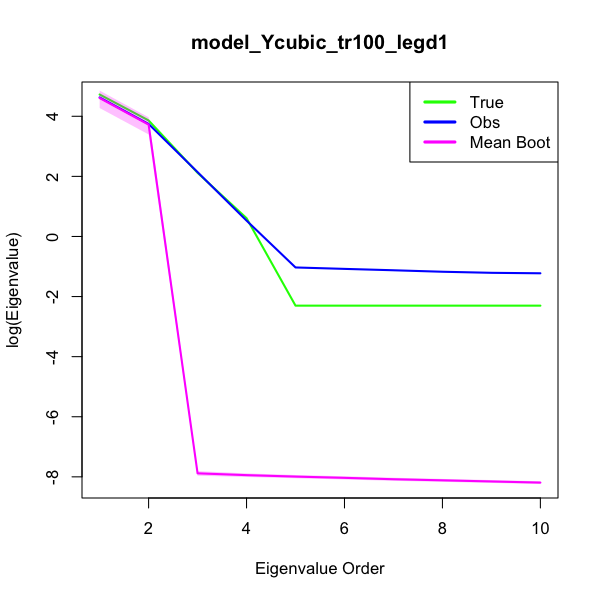 model_Ycubic_tr100_legd1
True
Obs
Mean Boot
log(Eigenvalue)
4
2
0
-2
-4
-6
-8
2 4 6 8 10
Eigenvalue Order